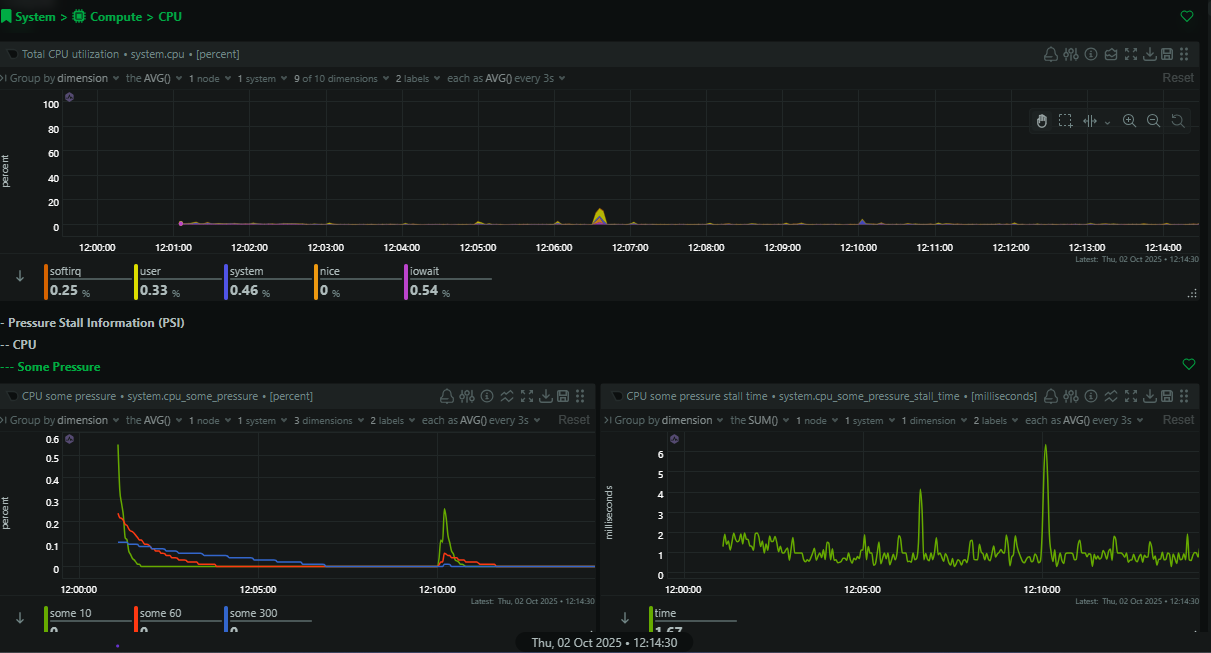 System > Compute > CPU
Total CPU utilization • system.cpu • [percent]
Group by dimension the AVG() 1 node 1 system 9 of 10 dimensions 2 labels each as AVG() every 3s Reset
100
80
60
40
20
0
percent
12:00:00 12:01:00 12:02:00 12:03:00 12:04:00 12:05:00 12:06:00 12:07:00 12:08:00 12:09:00 12:10:00 12:11:00 12:12:00 12:13:00 12:14:00
Latest: Thu, 02 Oct 2025 • 12:14:30
softirq user system nice iowait
0.25 % 0.33 % 0.46 % 0 % 0.54 %
- Pressure Stall Information (PSI)
-- CPU
--- Some Pressure
CPU some pressure • system.cpu_some_pressure • [percent]
Group by dimension the AVG() 1 node 1 system 3 dimensions 2 labels each as AVG() every 3s Reset
0.6
0.5
0.4
0.3
0.2
0.1
0
percent
12:00:00 12:05:00 12:10:00
Latest: Thu, 02 Oct 2025 • 12:14:30
some 10 some 60 some 300
0 0 0
CPU some pressure stall time • system.cpu_some_pressure_stall_time • [milliseconds]
Group by dimension the SUM() 1 node 1 system 1 dimension 2 labels each as AVG() every 3s Reset
6
5
4
3
2
1
0
milliseconds
12:00:00 12:05:00 12:10:00
Latest: Thu, 02 Oct 2025 • 12:14:30
time
1.67
Thu, 02 Oct 2025 • 12:14:30